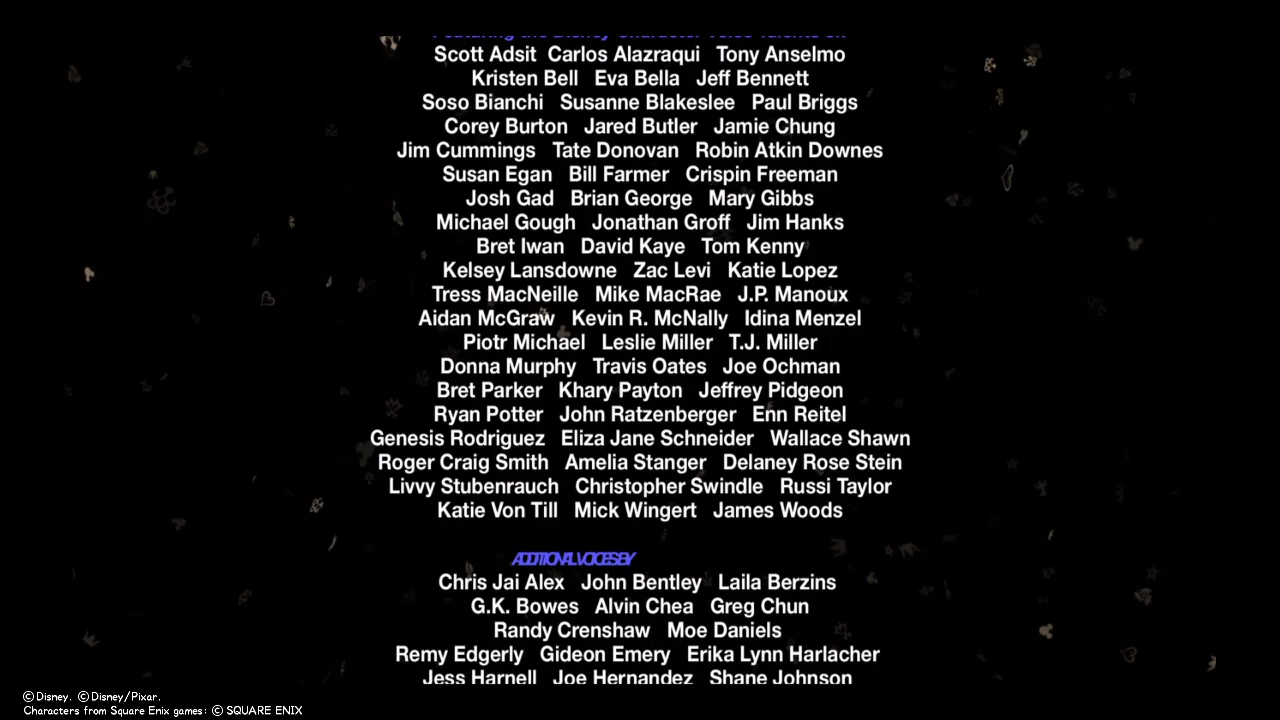 Featuring the Disney Character Voice Talents of
Scott Adsit Carlos Alazraqui Tony Anselmo
Kristen Bell Eva Bella Jeff Bennett
Soso Bianchi Susanne Blakeslee Paul Briggs
Corey Burton Jared Butler Jamie Chung
Jim Cummings Tate Donovan Robin Atkin Downes
Susan Egan Bill Farmer Crispin Freeman
Josh Gad Brian George Mary Gibbs
Michael Gough Jonathan Groff Jim Hanks
Bret Iwan David Kaye Tom Kenny
Kelsey Lansdowne Zac Levi Katie Lopez
Tress MacNeille Mike MacRae J.P. Manoux
Aidan McGraw Kevin R. McNally Idina Menzel
Piotr Michael Leslie Miller T.J. Miller
Donna Murphy Travis Oates Joe Ochman
Bret Parker Khary Payton Jeffrey Pidgeon
Ryan Potter John Ratzenberger Enn Reitel
Genesis Rodriguez Eliza Jane Schneider Wallace Shawn
Roger Craig Smith Amelia Stanger Delaney Rose Stein
Livvy Stubenrauch Christopher Swindle Russi Taylor
Katie Von Till Mick Wingert James Woods
ADDITIONAL VOICES BY
Chris Jai Alex John Bentley Laila Berzins
G.K. Bowes Alvin Chea Greg Chun
Randy Crenshaw Moe Daniels
Remy Edgerly Gideon Emery Erika Lynn Harlacher
Jess Harnell Joe Hernandez Shane Johnson
©Disney. ©Disney/Pixar.
Characters from Square Enix games: © SQUARE ENIX